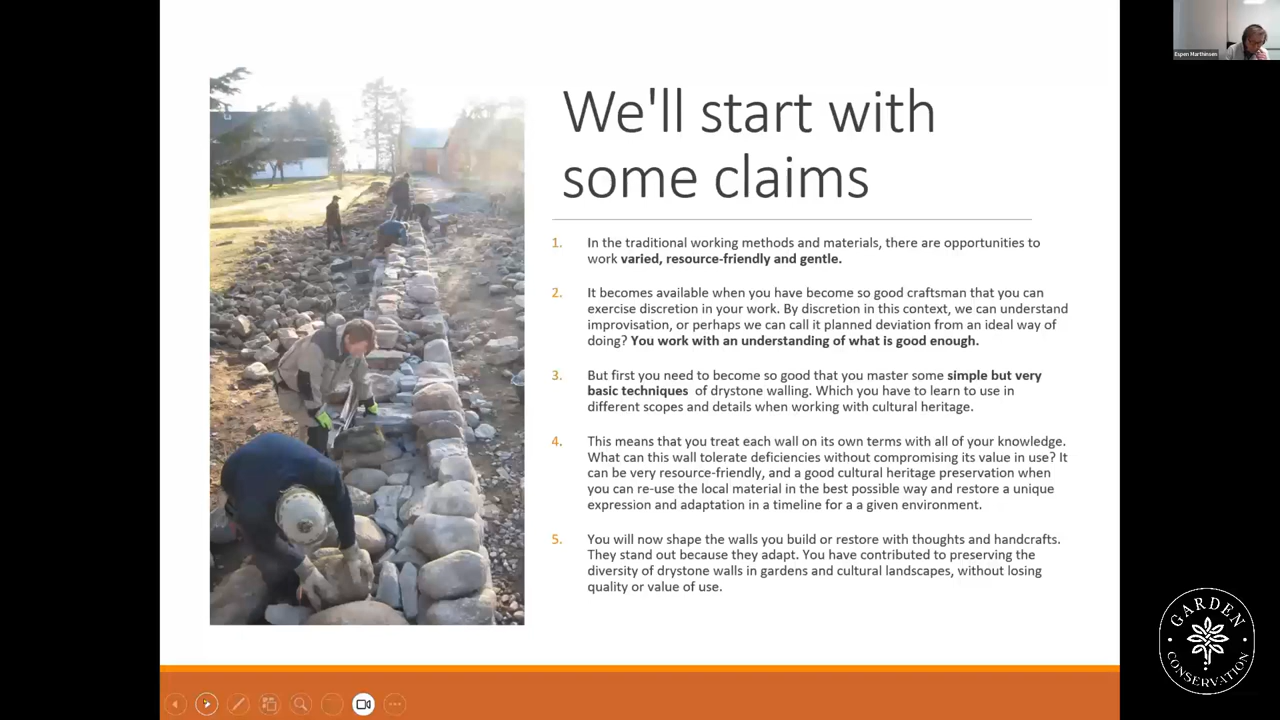 Espen Marthinsen
We'll start with
some claims
1. In the traditional working methods and materials, there are opportunities to
work varied, resource-friendly and gentle.
2. It becomes available when you have become so good craftsman that you can
exercise discretion in your work. By discretion in this context, we can understand
improvisation, or perhaps we can call it planned deviation from an ideal way of
doing? You work with an understanding of what is good enough.
3. But first you need to become so good that you master some simple but very
basic techniques of drystone walling. Which you have to learn to use in
different scopes and details when working with cultural heritage.
4. This means that you treat each wall on its own terms with all of your knowledge.
What can this wall tolerate deficiencies without compromising its value in use? It
can be very resource-friendly, and a good cultural heritage preservation when
you can re-use the local material in the best possible way and restore a unique
expression and adaptation in a timeline for a a given environment.
5. You will now shape the walls you build or restore with thoughts and handcrafts.
They stand out because they adapt. You have contributed to preserving the
diversity of drystone walls in gardens and cultural landscapes, without losing
quality or value of use.
GARDEN
CONSERVATION